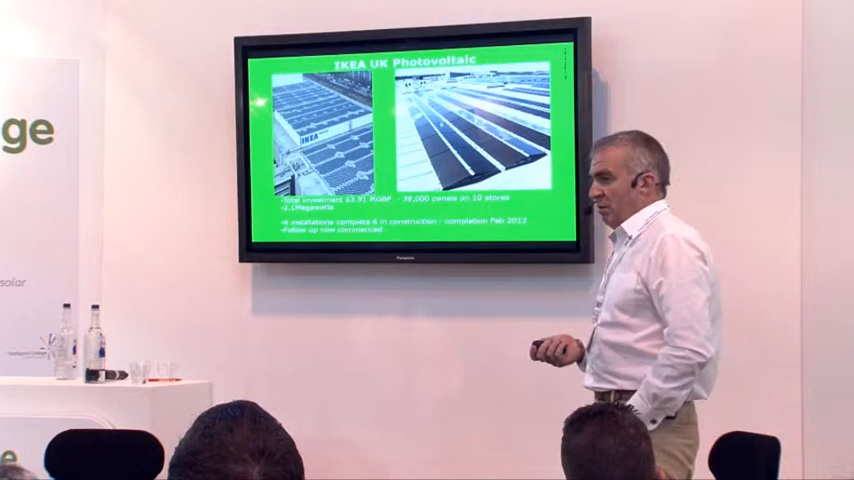 IKEA UK Photovoltaic
IKEA
ge
•Total investment £3.91 MGBP - 39,000 panels on 10 stores
•2.1Megawatts
•4 installations complete 6 in construction - completion Feb 2012
•Follow up now commenced
Panasonic
solar
e